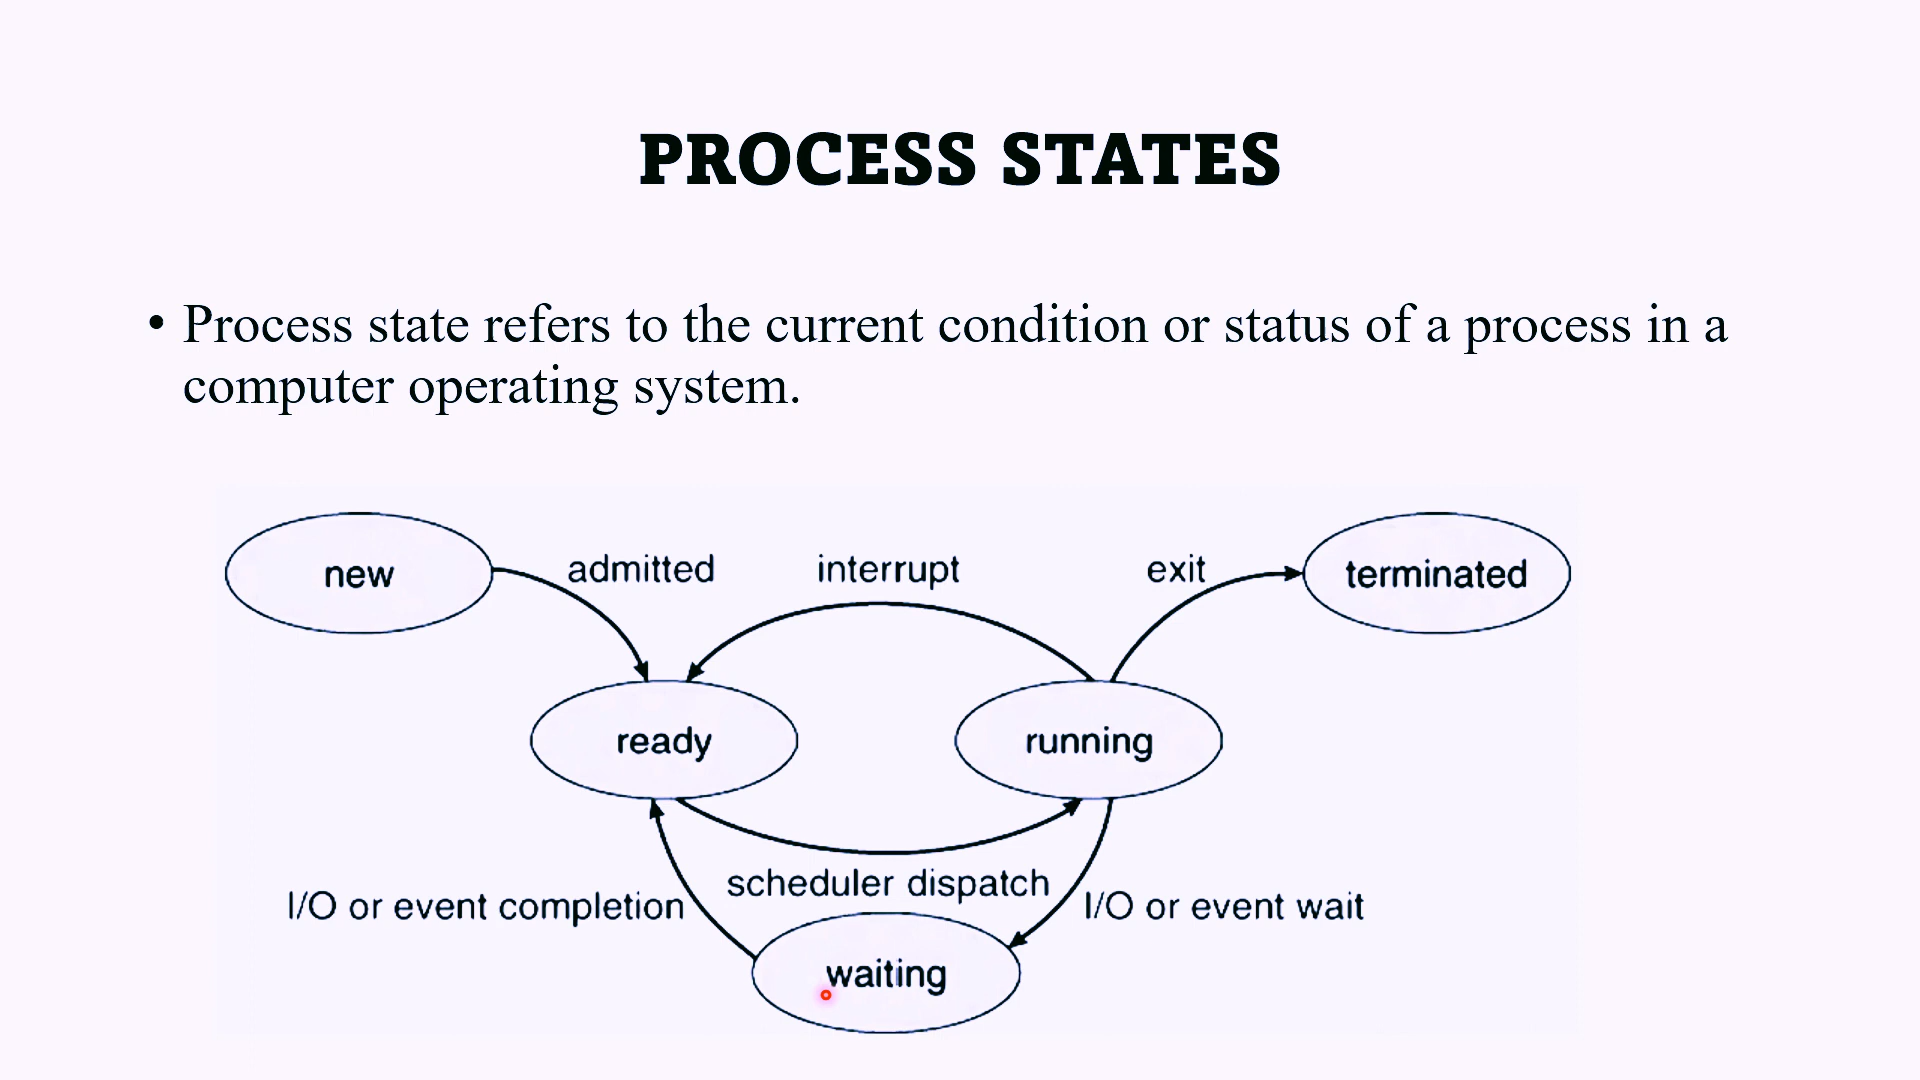 PROCESS STATES
• Process state refers to the current condition or status of a process in a
computer operating system.
new
admitted
interrupt
exit
terminated
ready
running
scheduler dispatch
I/O or event completion
I/O or event wait
waiting